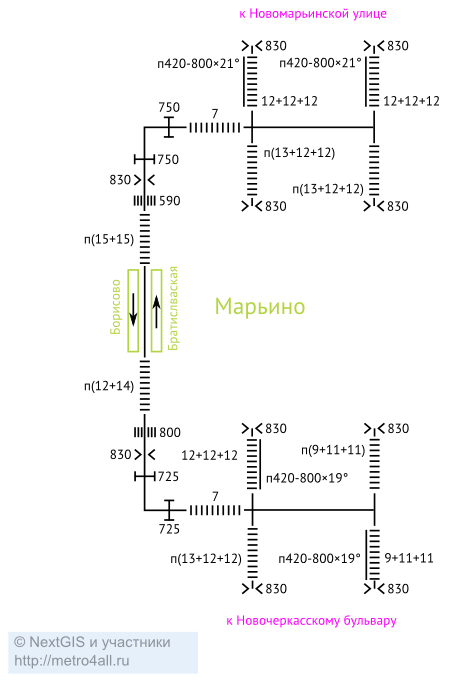 к Новомарьинской улице
830
830
п420-800×21°
п420-800×21°
12+12+12
12+12+12
750
7
750
п(13+12+12)
830
п(13+12+12)
590
830
830
п(15+15)
Борисово
Братислваская
Марьино
п(12+14)
800
830
830
830
12+12+12
п(9+11+11)
725
п420-800×19°
7
725
п(13+12+12)
п420-800×19°
9+11+11
830
830
к Новочеркасскому бульвару
© NextGIS и участники
http://metro4all.ru